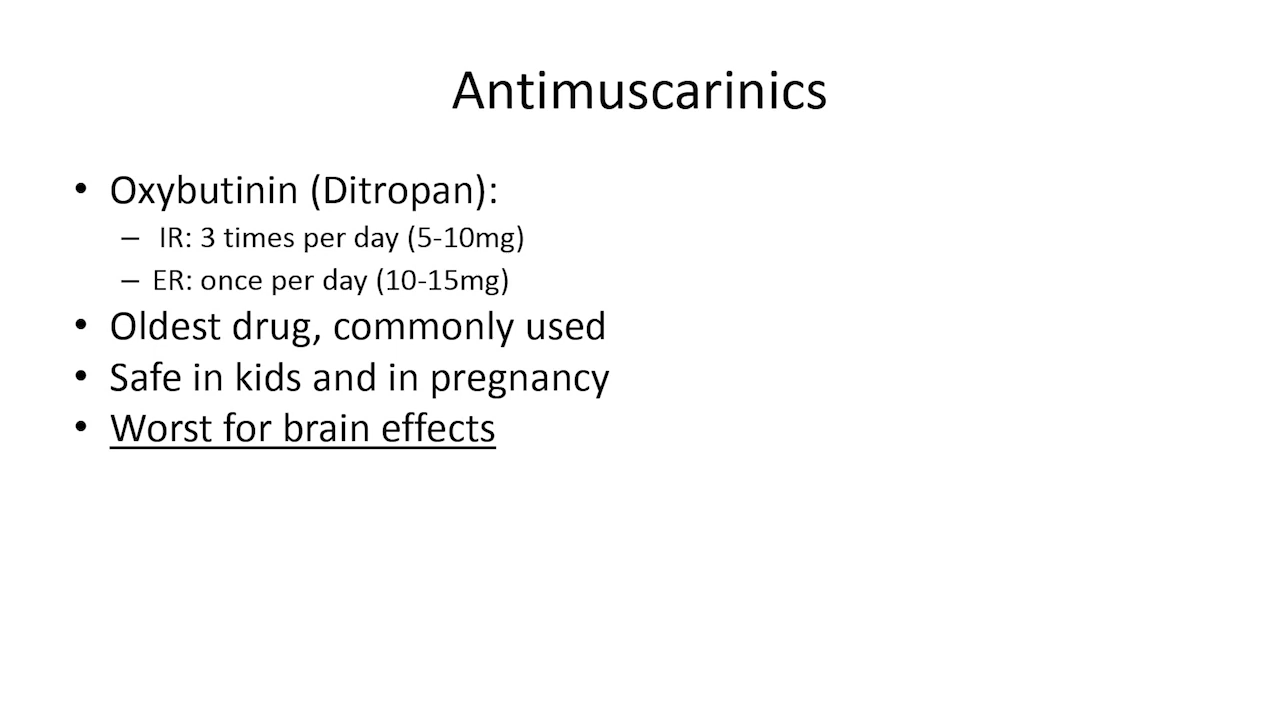 Antimuscarinics
• Oxybutinin (Ditropan):
– IR: 3 times per day (5-10mg)
– ER: once per day (10-15mg)
• Oldest drug, commonly used
• Safe in kids and in pregnancy
• Worst for brain effects